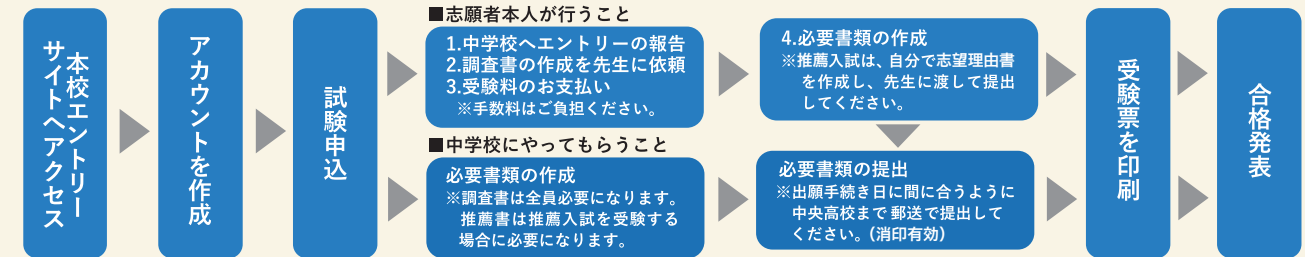 本校エントリー
サイトへアクセス
アカウントを作成
試験申込
■志願者本人が行うこと
1.中学校へエントリーの報告
2.調査書の作成を先生に依頼
3.受験料のお支払い
※手数料はご負担ください。
4.必要書類の作成
※推薦入試は、自分で志望理由書
を作成し、先生に渡して提出
してください。
■中学校にやってもらうこと
必要書類の作成
※調査書は全員必要になります。
推薦書は推薦入試を受験する
場合に必要になります。
必要書類の提出
※出願手続き日に間に合うように
中央高校まで郵送で提出して
ください。(消印有効)
受験票を印刷
合格発表